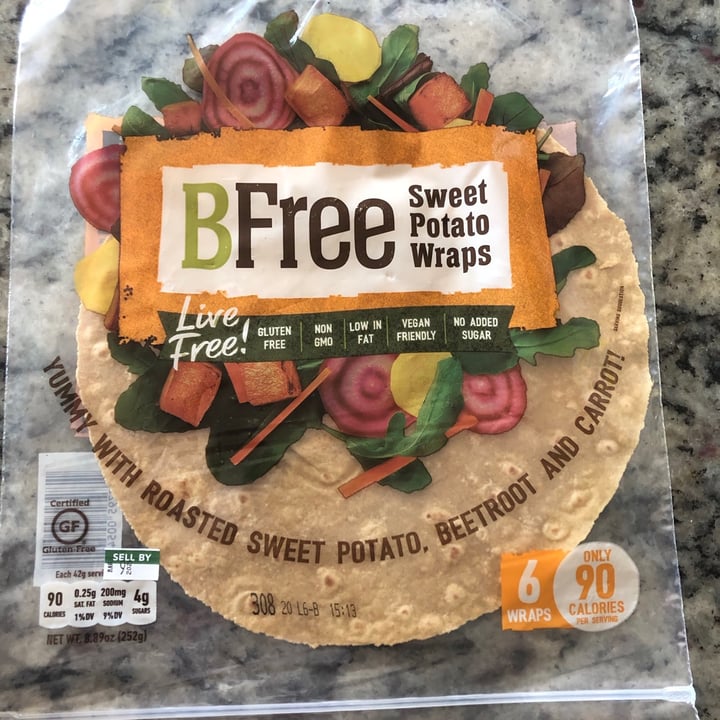 BFree
Sweet
Potato
Wraps
Live
Free!
GLUTEN
FREE
NON
GMO
LOW IN
FAT
VEGAN
FRIENDLY
NO ADDED
SUGAR
YUMMY WITH ROASTED SWEET POTATO, BEETROOT AND CARROT!
Certified
GF
Gluten-Free
SELL BY
Each 42g
90
CALORIES
0.25g
SAT. FAT
1%DV
200mg
SODIUM
9%DV
4g
SUGARS
NET WT. 8.89oz (252g)
308 20 L6-B 15:13
6
WRAPS
ONLY
90
CALORIES
PER SERVING